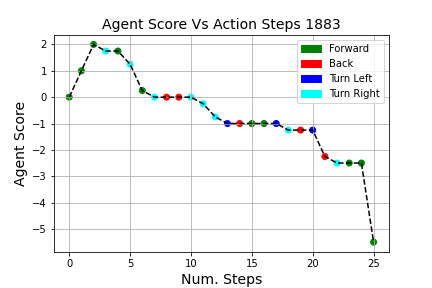 Agent Score Vs Action Steps 1883
Agent Score
2
1
0
−1
−2
−3
−4
−5
Forward
Back
Turn Left
Turn Right
0
5
10
15
20
25
Num. Steps